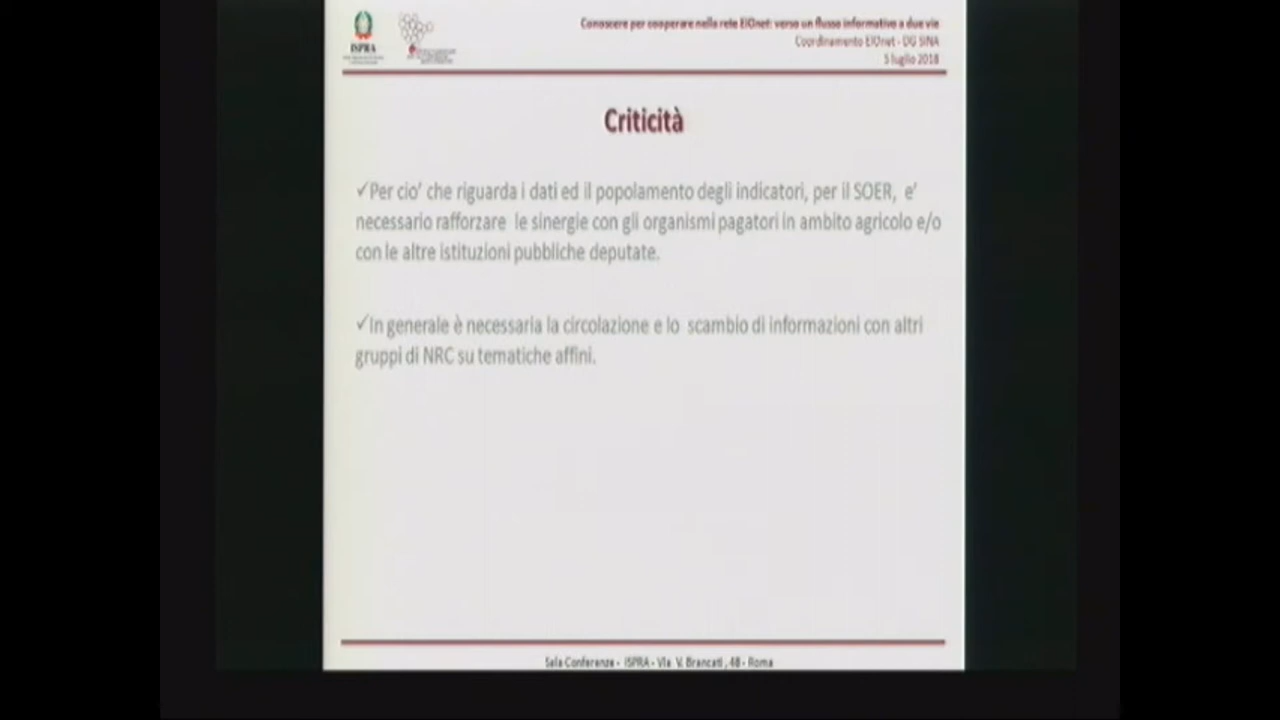 Conoscere per cooperare nella rete EIOnet: verso un flusso informativo a due vie
Coordinamento EIOnet - DG SINA
5 luglio 2018
ISPRA
Criticità
✓Per cio' che riguarda i dati ed il popolamento degli indicatori, per il SOER, e'
necessario rafforzare le sinergie con gli organismi pagatori in ambito agricolo e/o
con le altre istituzioni pubbliche deputate.
✓In generale è necessaria la circolazione e lo scambio di informazioni con altri
gruppi di NRC su tematiche affini.
Sala Conferenze - ISPRA - Via V. Brancati, 48 - Roma